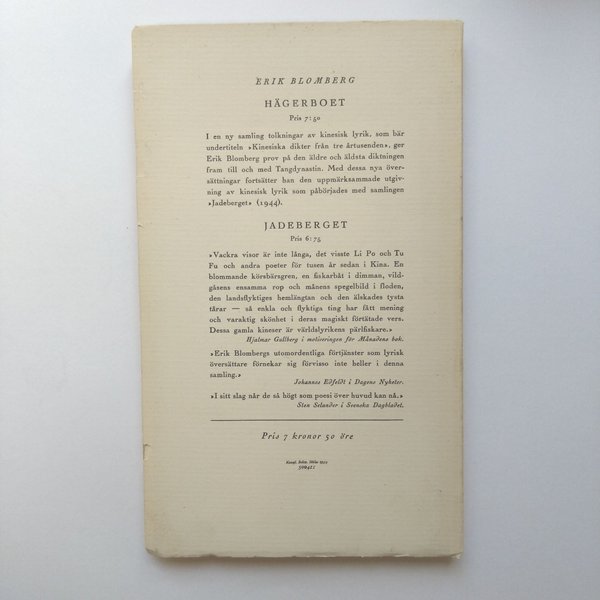 ERIK BLOMBERG
HÄGERBOET
Pris 7:50
I en ny samling tolkningar av kinesisk lyrik, som bär
undertiteln »Kinesiska dikter från tre årtusenden», ger
Erik Blomberg prov på den äldre och äldsta diktningen
fram till och med Tangdynastin. Med dessa nya över-
sättningar fortsätter han den uppmärksammade utgiv-
ning av kinesisk lyrik som påbörjades med samlingen
»Jadeberget» (1944).
JADEBERGET
Pris 6:75
»Vackra visor är inte långa, det visste Li Po och Tu
Fu och andra poeter för tusen år sedan i Kina. En
blommande körsbärsgren, en fiskarbåt i dimman, vild-
gåsens ensamma rop och månens spegelbild i floden,
den landsflyktiges hemlängtan och den älskades tysta
tårar — så enkla och flyktiga ting har fått mening
och varaktig skönhet i deras magiskt förtätade vers.
Dessa gamla kineser är världslyrikens pärlfiskare.»
Hjalmar Gullberg i motiveringen för Månadens bok.
»Erik Blombergs utomordentliga förtjänster som lyrisk
översättare förnekar sig förvisso inte heller i denna
samling.»
Johannes Edfeldt i Dagens Nyheter.
»I sitt slag når de så högt som poesi över huvud kan nå.»
Sten Selander i Svenska Dagbladet.
Pris 7 kronor 50 öre
Kungl. Boktr. Sthlm